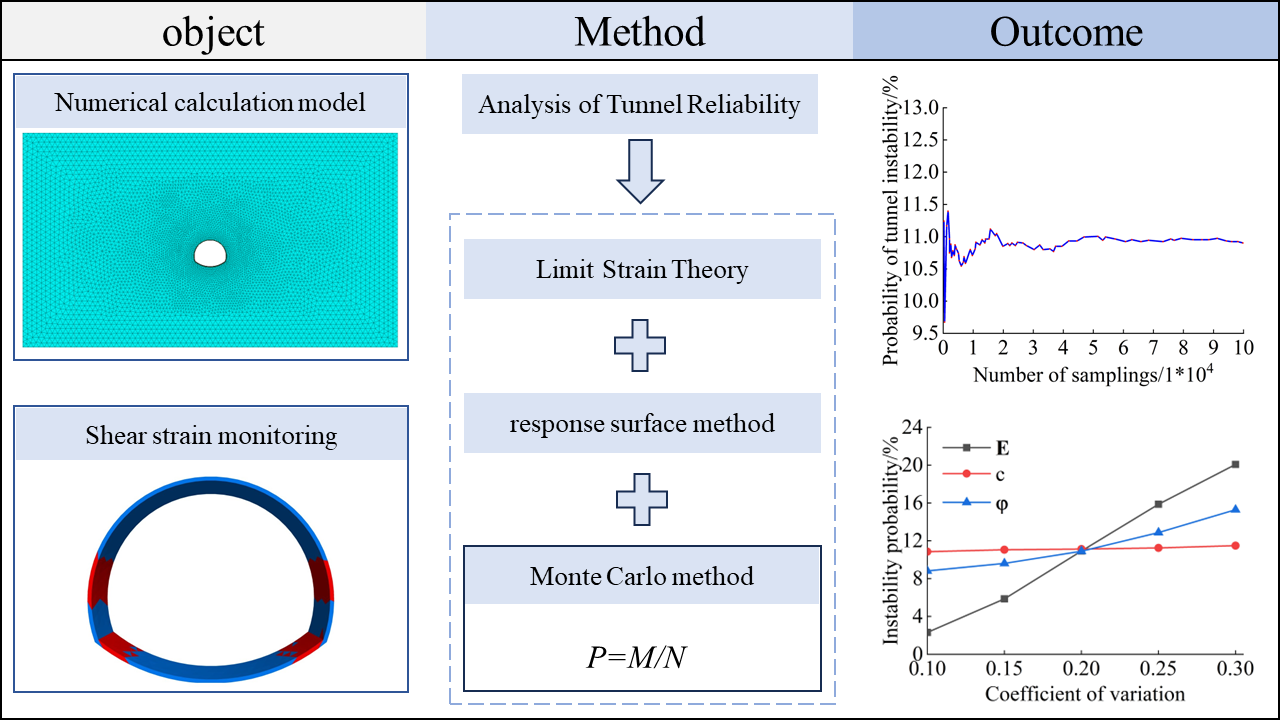 object
Method
Outcome
Numerical calculation model
Shear strain monitoring
Analysis of Tunnel Reliability
Limit Strain Theory
response surface method
Monte Carlo method
P=M/N
Probability of tunnel instability/%
13.0
12.5
12.0
11.5
11.0
10.5
10.0
9.5
0 1 2 3 4 5 6 7 8 9 10
Number of samplings/1*10⁴
Instability probability/%
24
20
16
12
8
4
0
E
c
φ
0.10 0.15 0.20 0.25 0.30
Coefficient of variation